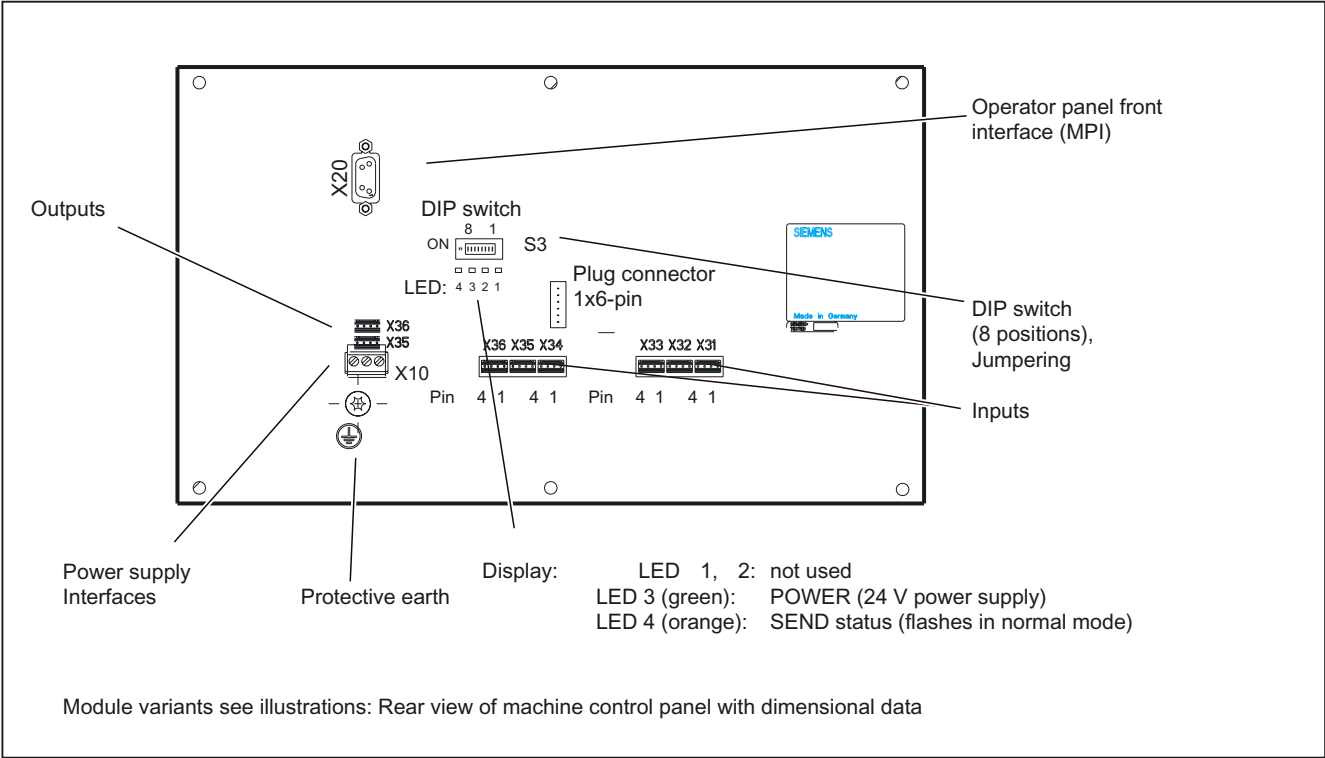 Operator panel front
interface (MPI)
X20
Outputs
DIP switch
8 1
ON S3
LED: 4 3 2 1
Plug connector
1x6-pin
SIEMENS
Made in Germany
SIEMENS
TESTED
DIP switch
(8 positions),
Jumpering
X36
X35
X10
X36 X35 X34
X33 X32 X31
Pin 4 1 4 1
Pin 4 1 4 1
Inputs
Power supply
Interfaces
Protective earth
Display: LED 1, 2: not used
LED 3 (green): POWER (24 V power supply)
LED 4 (orange): SEND status (flashes in normal mode)
Module variants see illustrations: Rear view of machine control panel with dimensional data